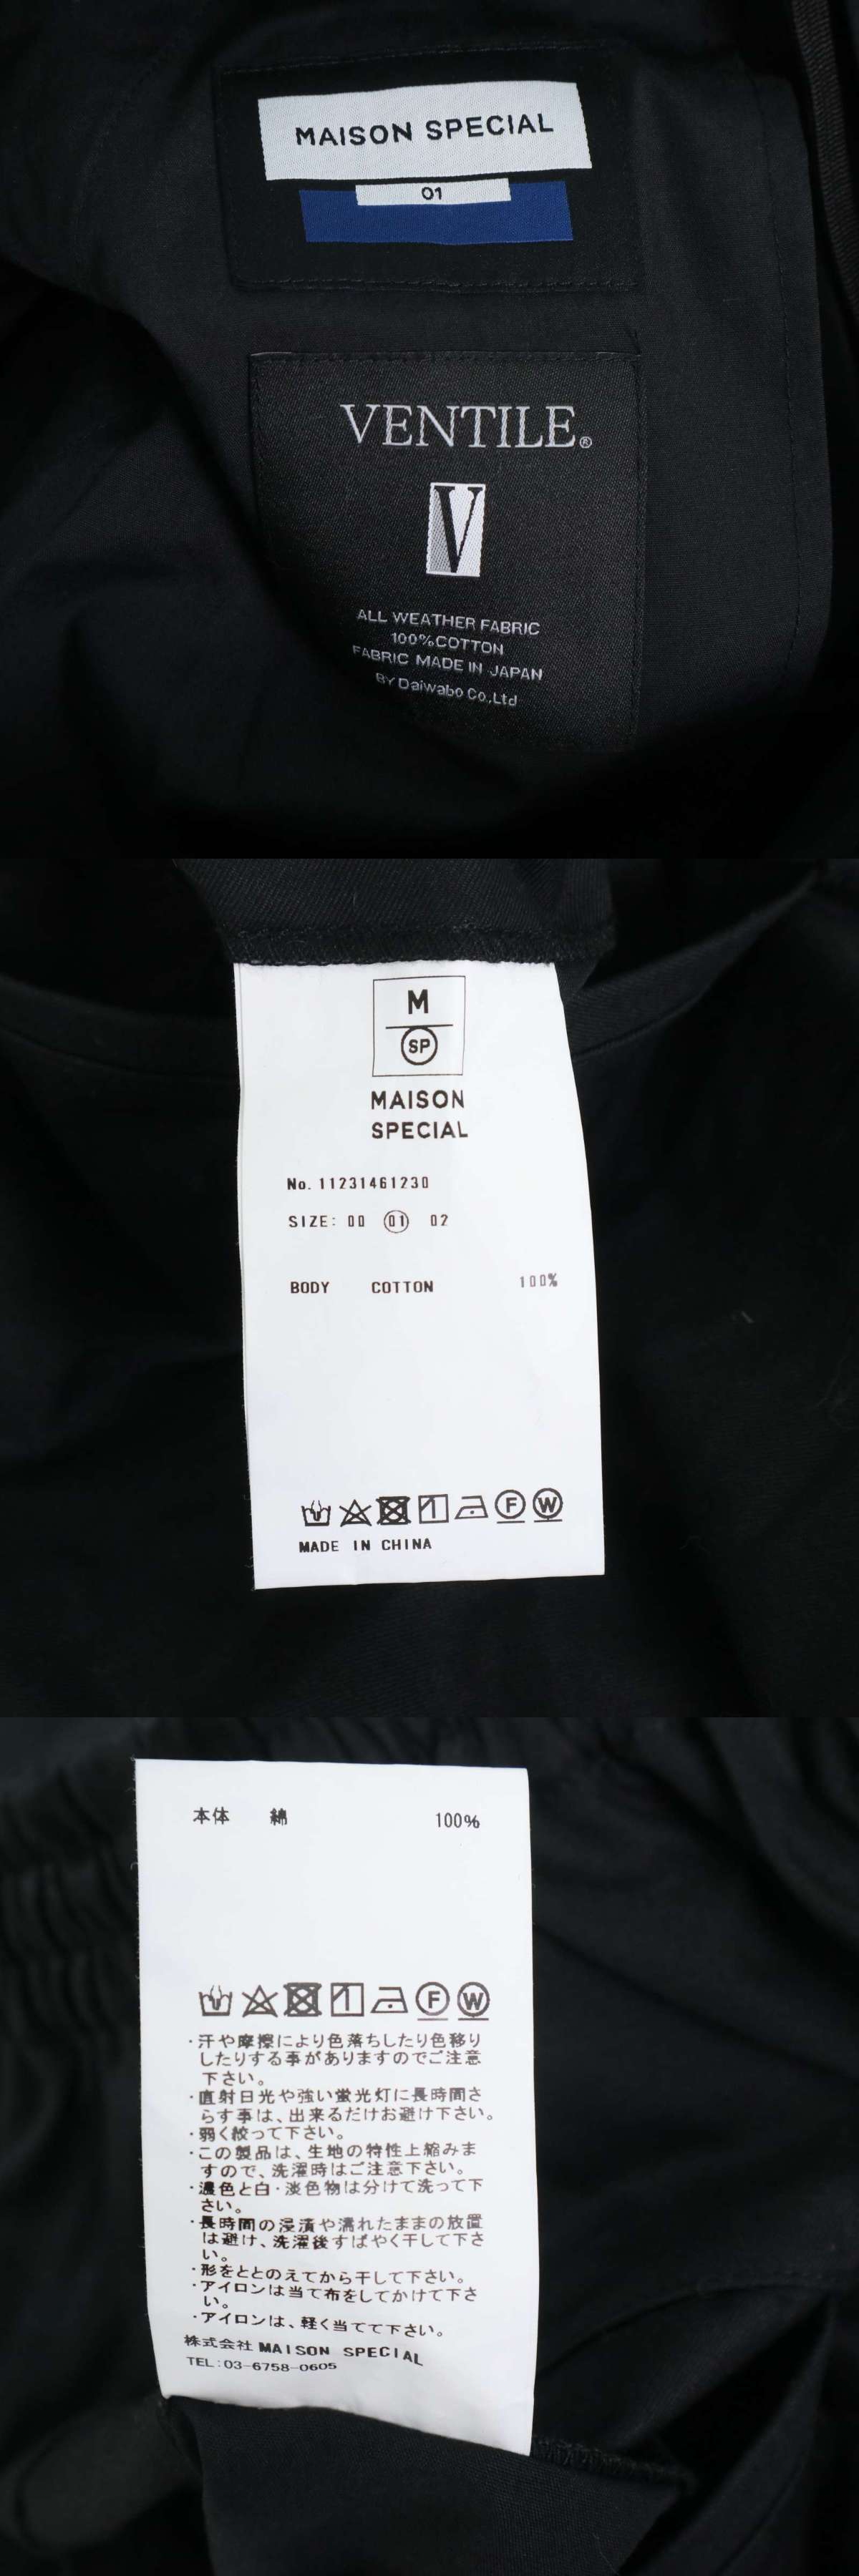 MAISON SPECIAL
01
VENTILE®
V
ALL WEATHER FABRIC
100%COTTON
FABRIC MADE IN JAPAN
BY Daiwabo Co.,Ltd
M
SP
MAISON
SPECIAL
No. 11231461230
SIZE: 00 01 02
BODY COTTON 100%
F W
MADE IN CHINA
本体 綿 100%
F W
・汗や摩擦により色落ちしたり色移り
したりする事がありますのでご注意
下さい。
・直射日光や強い蛍光灯に長時間さ
らす事は、出来るだけお避け下さい。
・弱く絞って下さい。
・この製品は、生地の特性上縮みま
すので、洗濯時はご注意下さい。
・濃色と白・淡色物は分けて洗って下
さい。
・長時間の浸漬や濡れたままの放置
は避け、洗濯後すばやく干して下さ
い。
・形をととのえてから干して下さい。
・アイロンは当て布をしてかけて下さ
い。
・アイロンは、軽く当てて下さい。
株式会社 MAISON SPECIAL
TEL:03-6758-0605